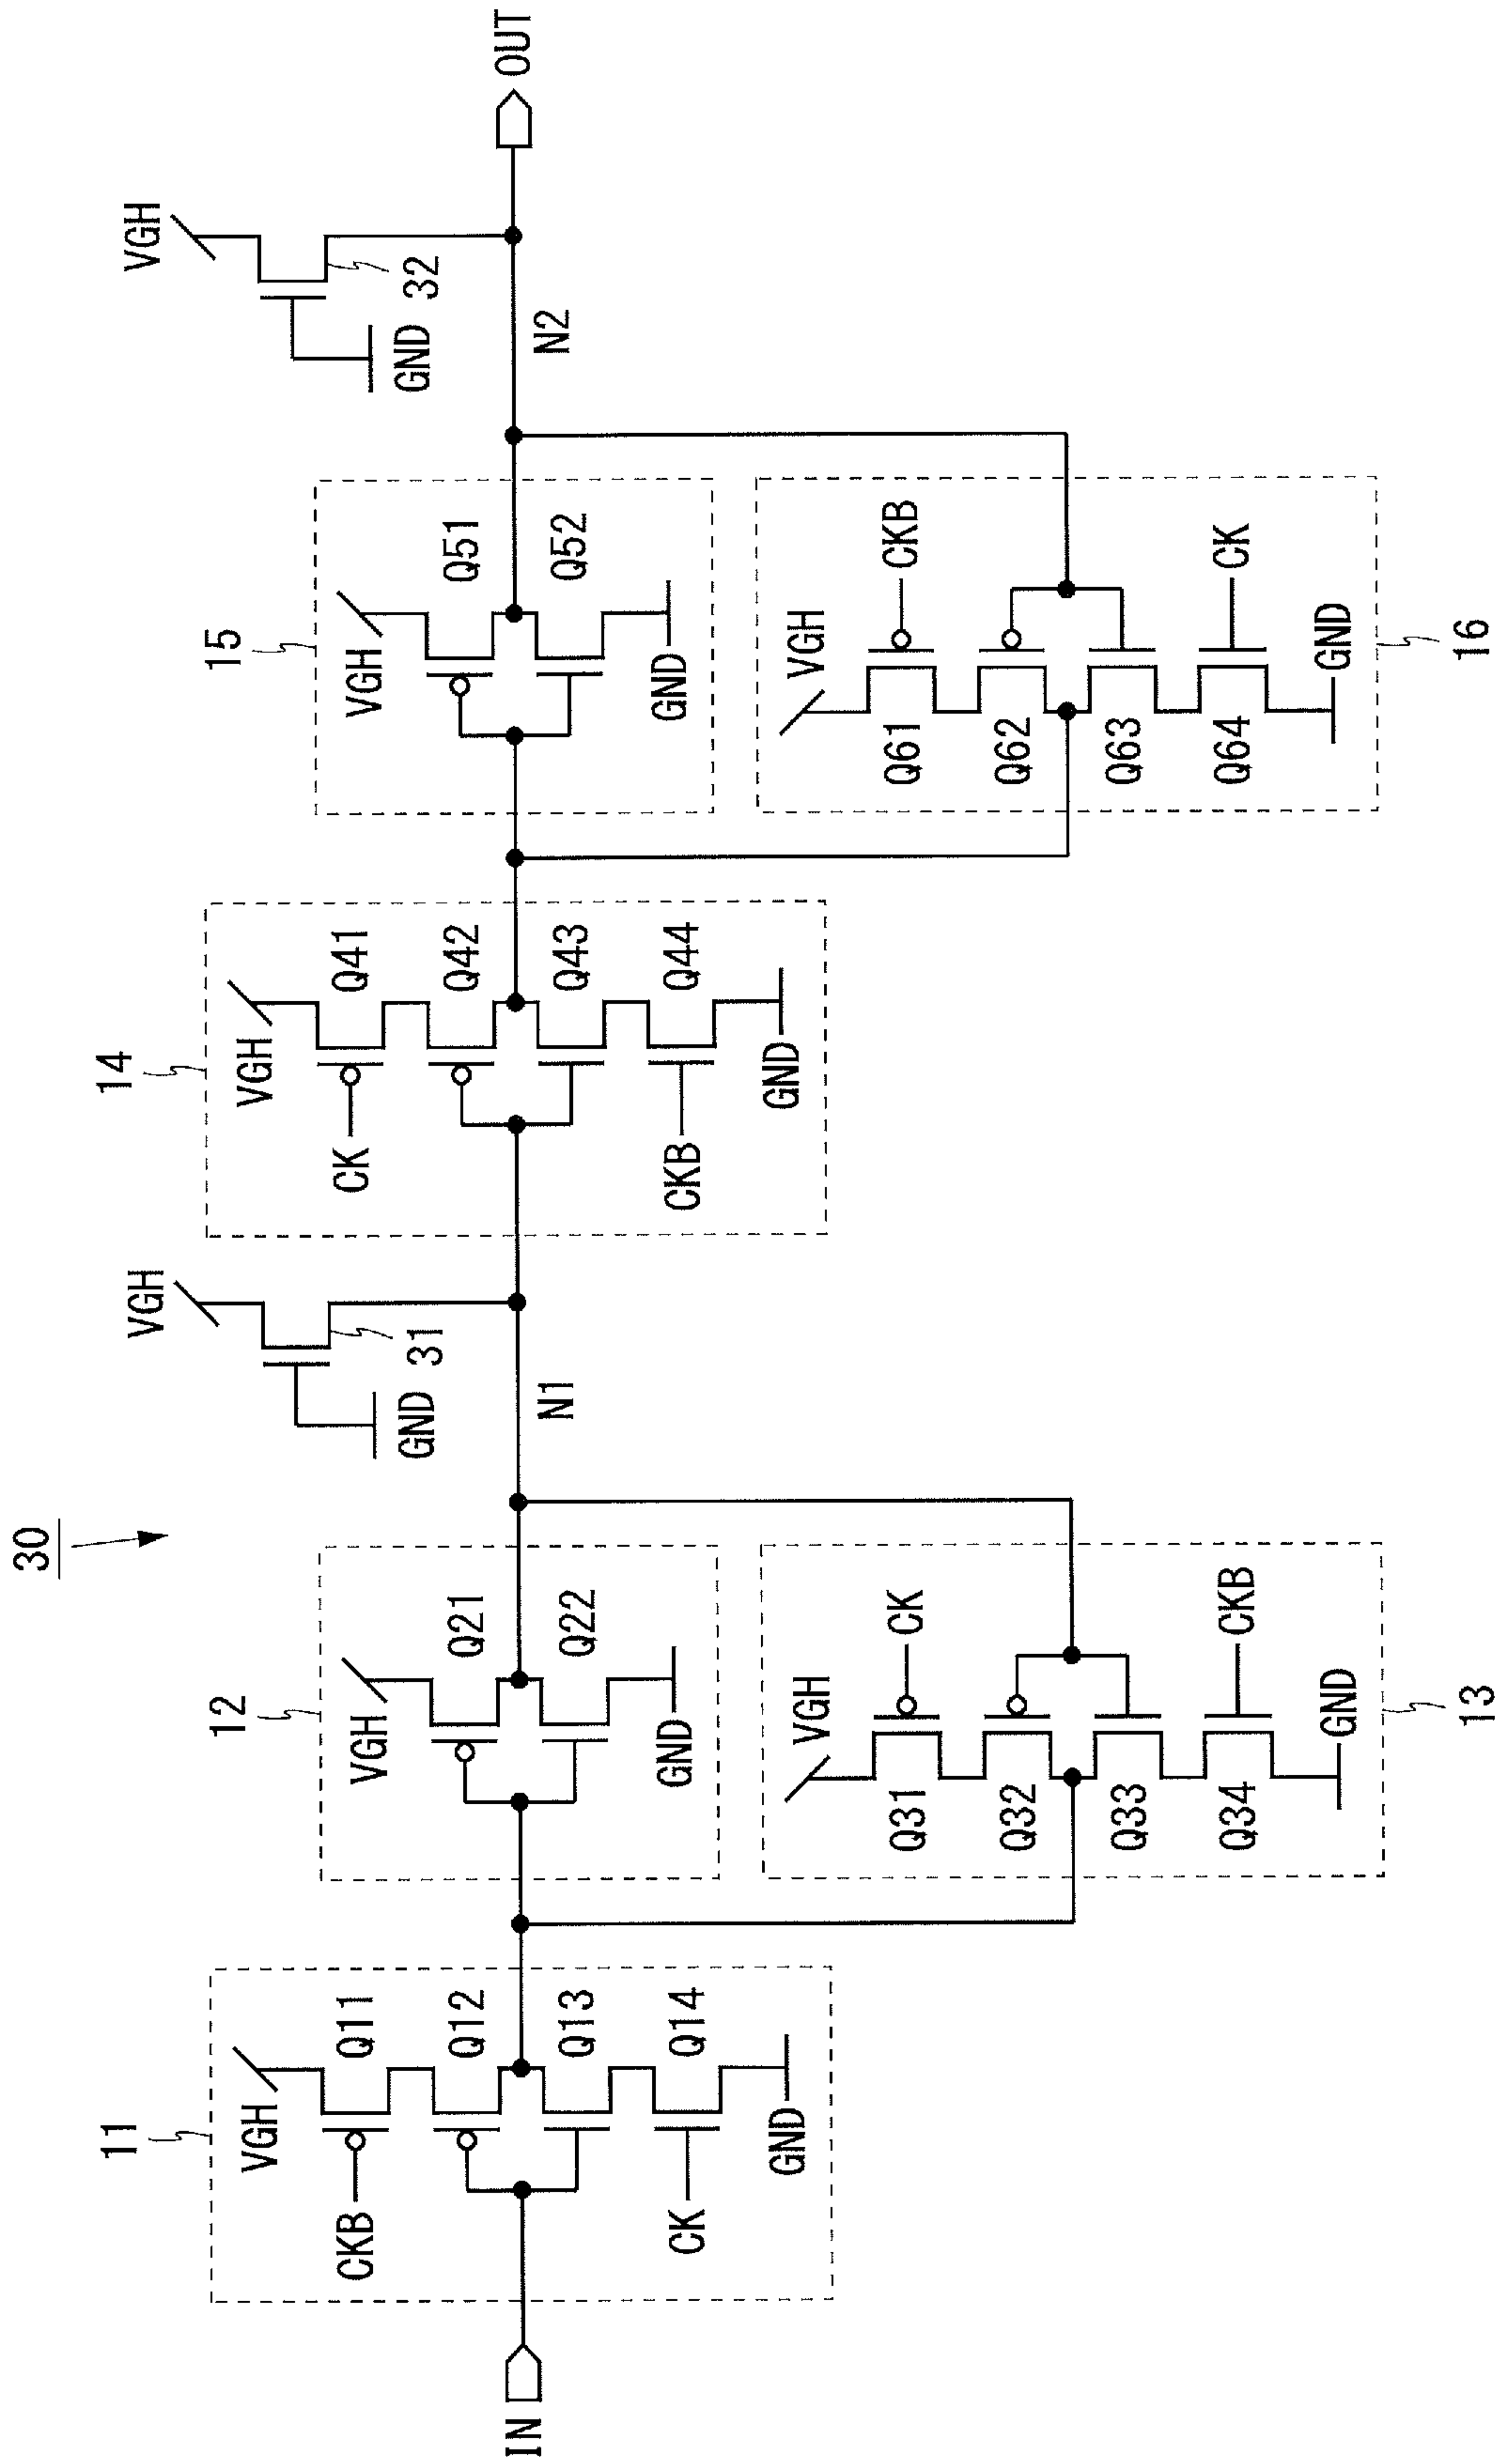 30
11
VGH
Q11
CKB
Q12
Q13
Q14
CK
GND
IN
12
VGH
Q21
Q22
GND
13
VGH
CK
Q31
Q32
Q33
Q34
CKB
GND
VGH
31
GND
N1
14
VGH
Q41
CK
Q42
Q43
Q44
CKB
GND
15
VGH
Q51
Q52
GND
16
VGH
CKB
Q61
Q62
Q63
Q64
CK
GND
VGH
32
GND
N2
OUT